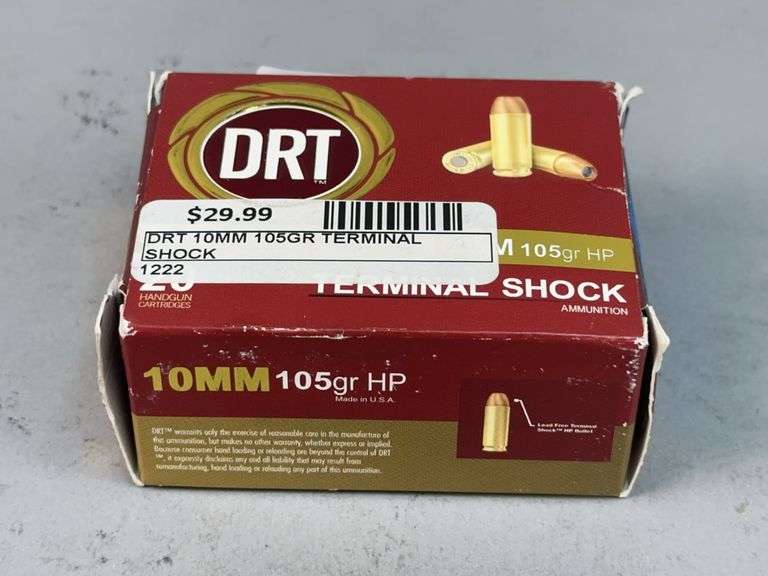 DRT
TM
$29.99
DRT 10MM 105GR TERMINAL
SHOCK
1222
M 105gr HP
20
HANDGUN
CARTRIDGES
TERMINAL SHOCK
AMMUNITION
10MM 105gr HP
Made in U.S.A.
Lead Free Terminal
Shock™ HP Bullet
DRT™ warrants only the exercise of reasonable care in the manufacture of
this ammunition, but makes no other warranty, whether express or implied.
Because consumer hand loading or reloading are beyond the control of DRT
™, it expressly disclaims any and all liability that may result from
remanufacturing, hand loading or reloading any part of this ammunition.